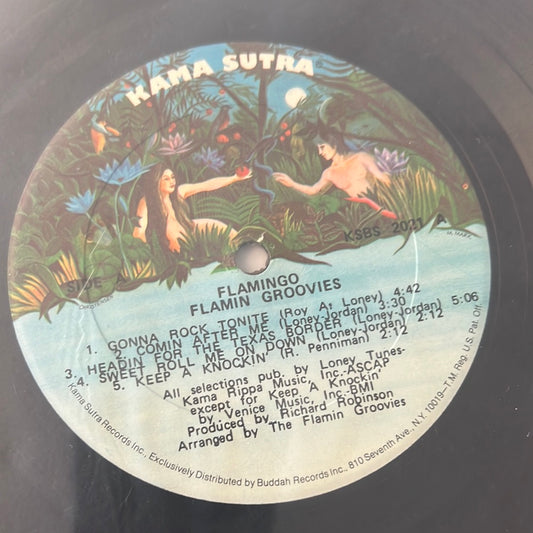 KAMA SUTRA
KSBS 2021 A
SIDE A
FLAMINGO
FLAMIN GROOVIES
1. GONNA ROCK TONITE (Roy A. Loney) 4:42
2. COMIN AFTER ME (Loney-Jordan) 3:30
3. HEADIN FOR THE TEXAS BORDER (Loney-Jordan) 5:06
4. SWEET ROLL ME ON DOWN (Loney-Jordan) 2:12
5. KEEP A KNOCKIN' (R. Penniman) 2:12
All selections pub. by Loney Tunes-
Kama Rippa Music, Inc.-ASCAP
except for Keep A Knockin'
by Venice Music, Inc-BMI
Produced by Richard Robinson
Arranged by The Flamin Groovies
Kama Sutra Records Inc., Exclusively Distributed by Buddah Records Inc., 810 Seventh Ave., N.Y. 10019–T.M. Reg. U.S. Pat. Off.